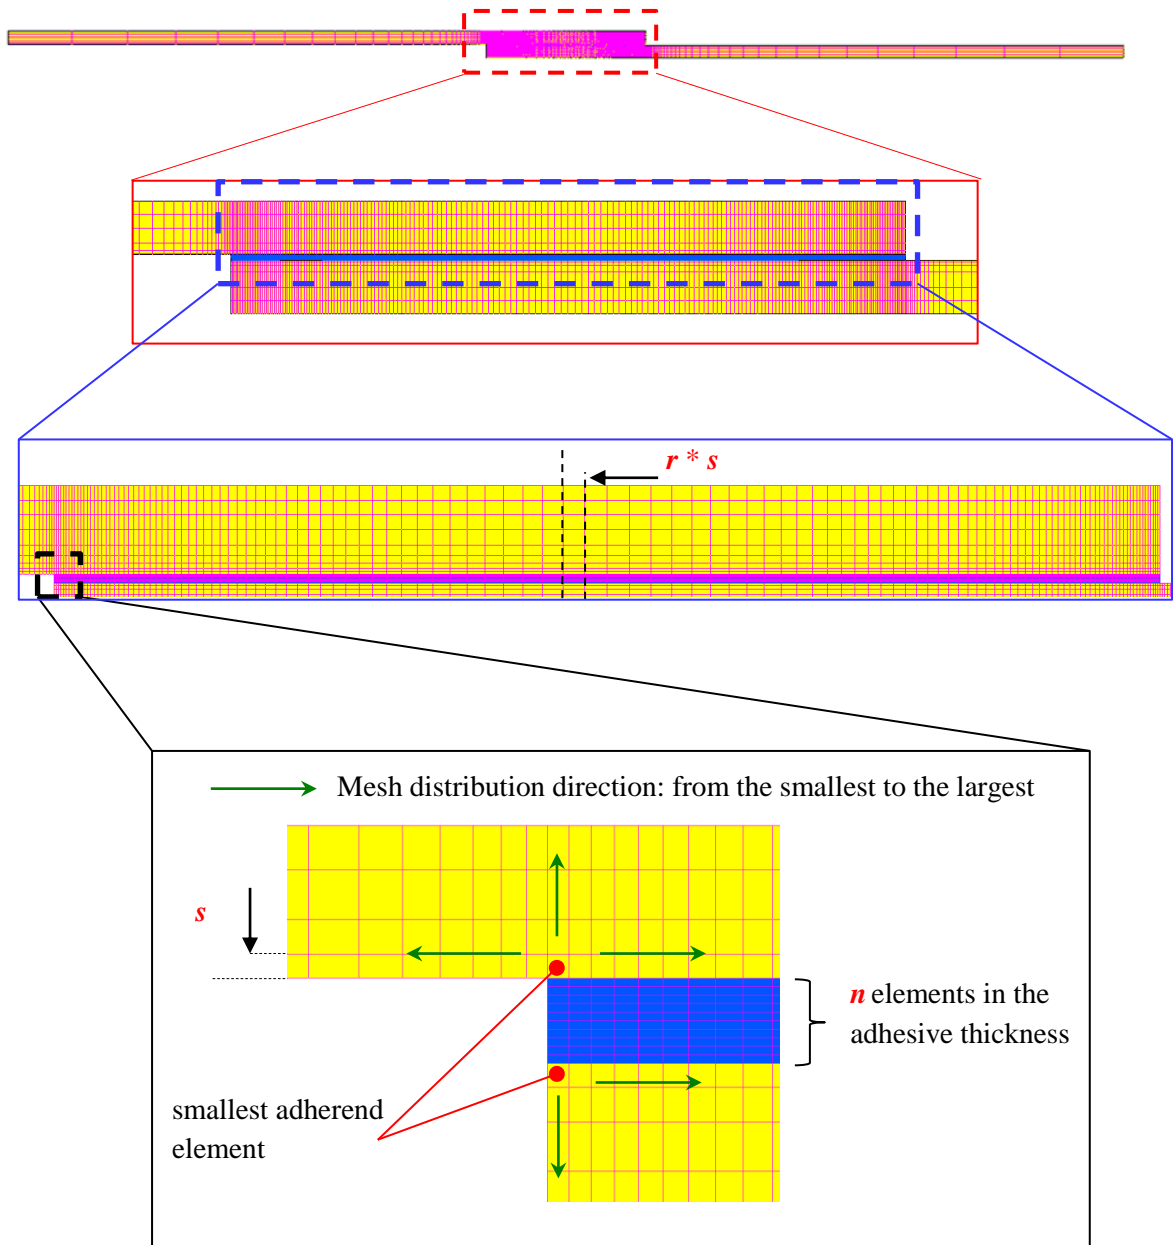 r * s
Mesh distribution direction: from the smallest to the largest
s
n elements in the
adhesive thickness
smallest adherend
element